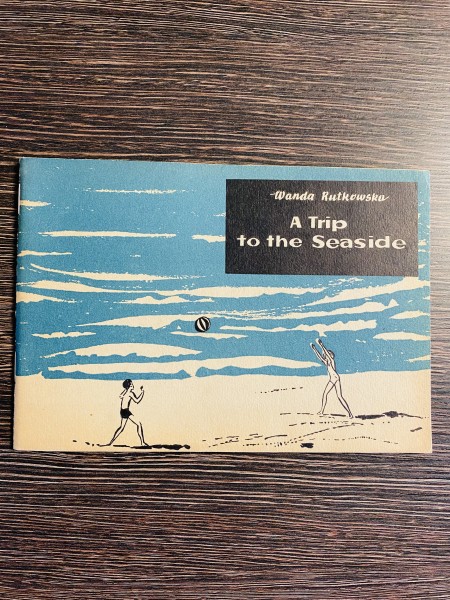 Wanda Rutkowska
A Trip
to the Seaside